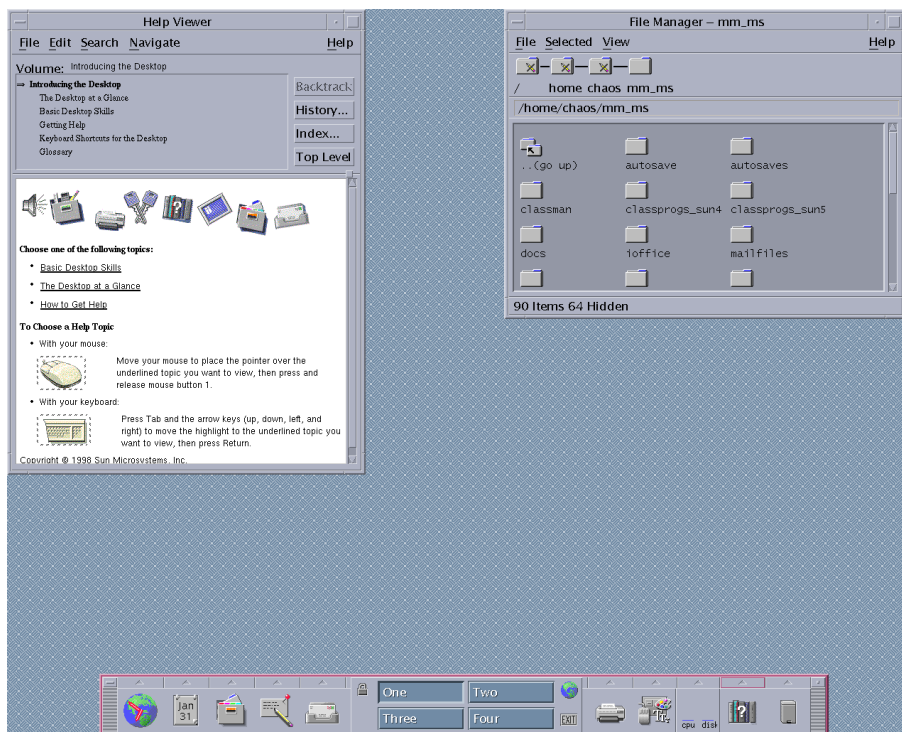 Help Viewer
File Edit Search Navigate Help
Volume: Introducing the Desktop
⇒ Introducing the Desktop
The Desktop at a Glance
Basic Desktop Skills
Getting Help
Keyboard Shortcuts for the Desktop
Glossary
Backtrack
History...
Index...
Top Level
Choose one of the following topics:
• Basic Desktop Skills
• The Desktop at a Glance
• How to Get Help
To Choose a Help Topic
• With your mouse:
Move your mouse to place the pointer over the
underlined topic you want to view, then press and
release mouse button 1.
• With your keyboard:
Press Tab and the arrow keys (up, down, left, and
right) to move the highlight to the underlined topic you
want to view, then press Return.
Copyright © 1998 Sun Microsystems, Inc.
File Manager – mm_ms
File Selected View Help
/ home chaos mm_ms
/home/chaos/mm_ms
..(go up) autosave autosaves
classman classprogs_sun4 classprogs_sun5
docs ioffice mailfiles
90 Items 64 Hidden
Jan
31
One Two
Three Four
EXIT
cpu disk